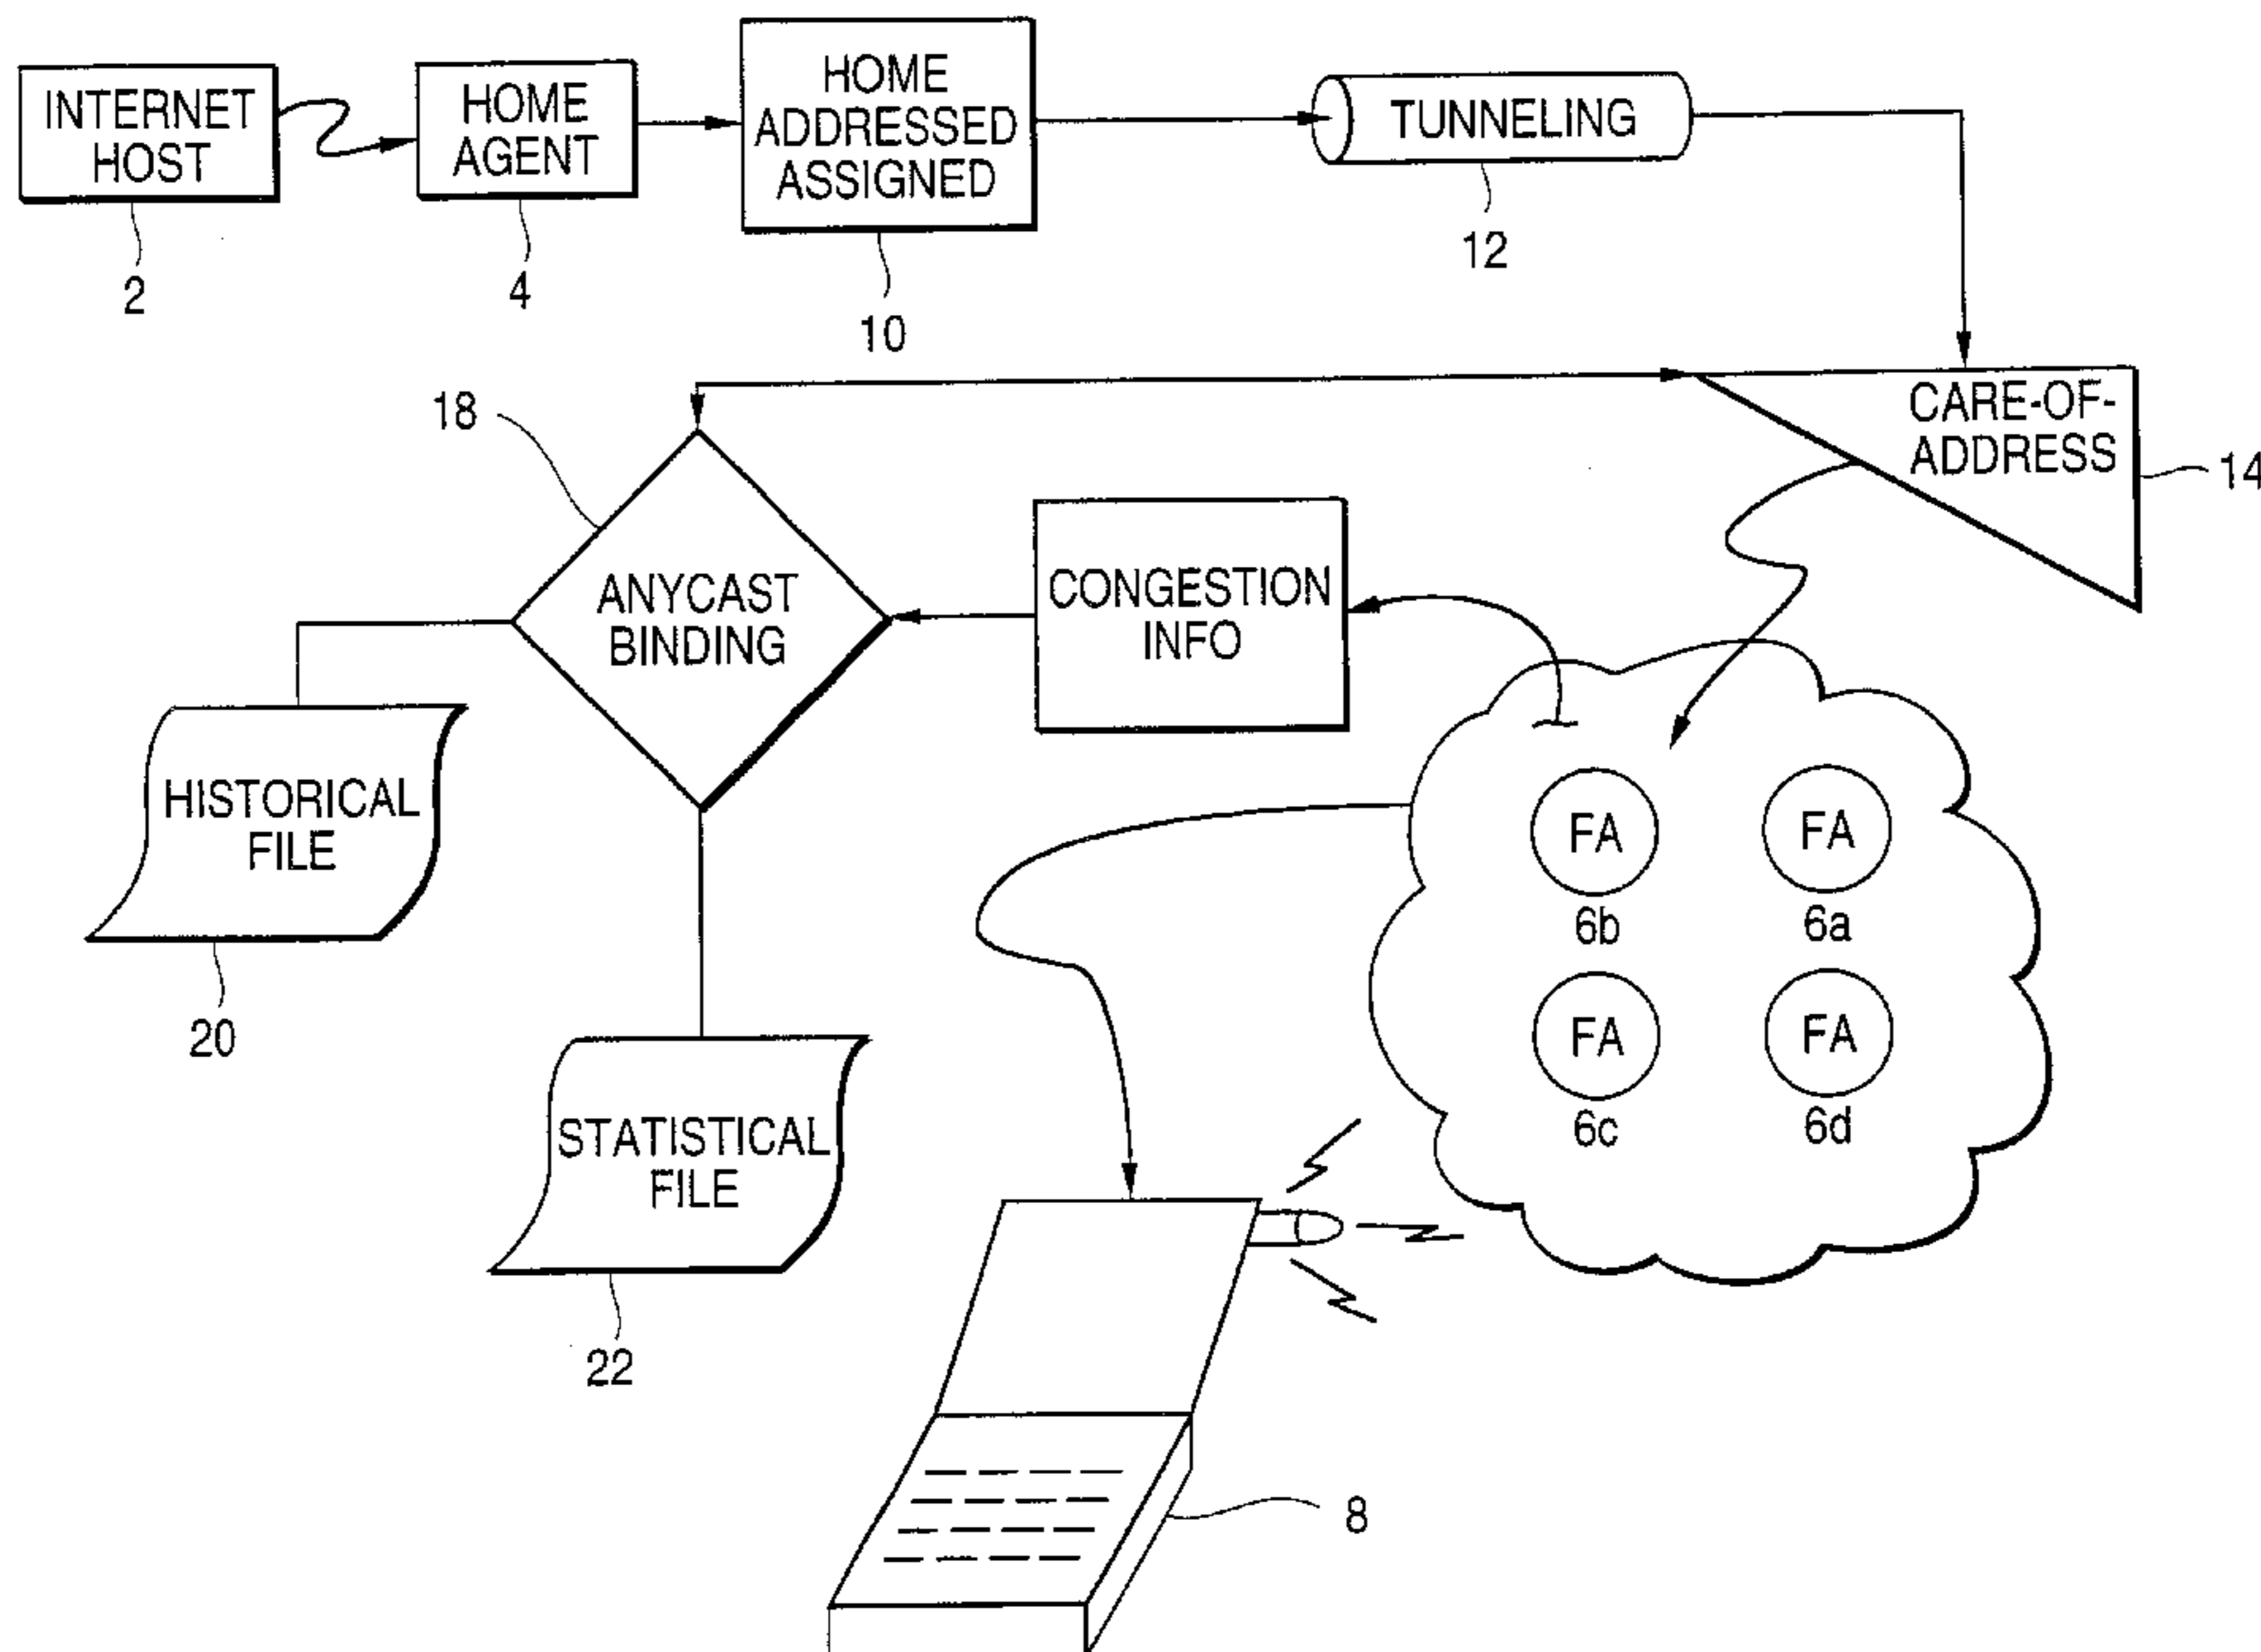 INTERNET
HOST
2
HOME
AGENT
4
HOME
ADDRESSED
ASSIGNED
10
TUNNELING
12
CARE-OF-
ADDRESS
14
18
ANYCAST
BINDING
CONGESTION
INFO
HISTORICAL
FILE
20
STATISTICAL
FILE
22
FA
6b
FA
6a
FA
6c
FA
6d
8